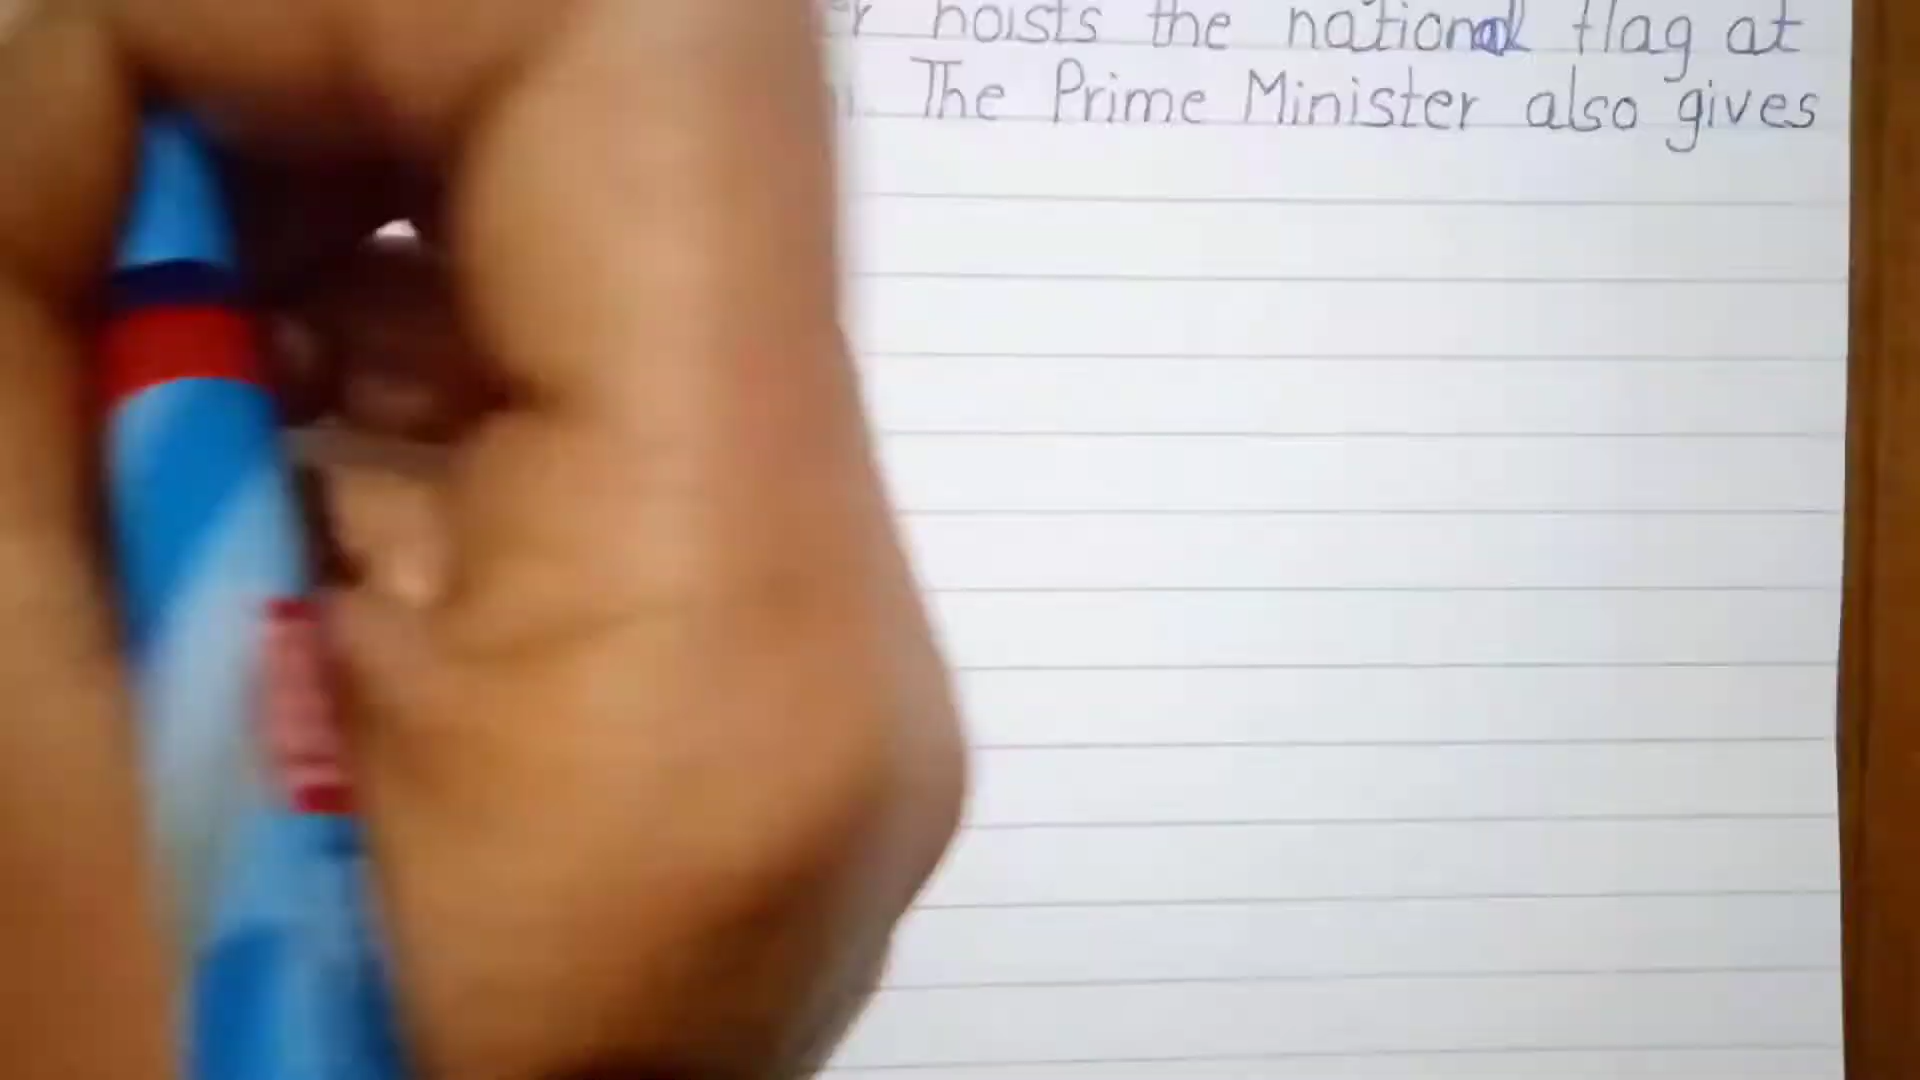 hoists the national flag at
The Prime Minister also gives